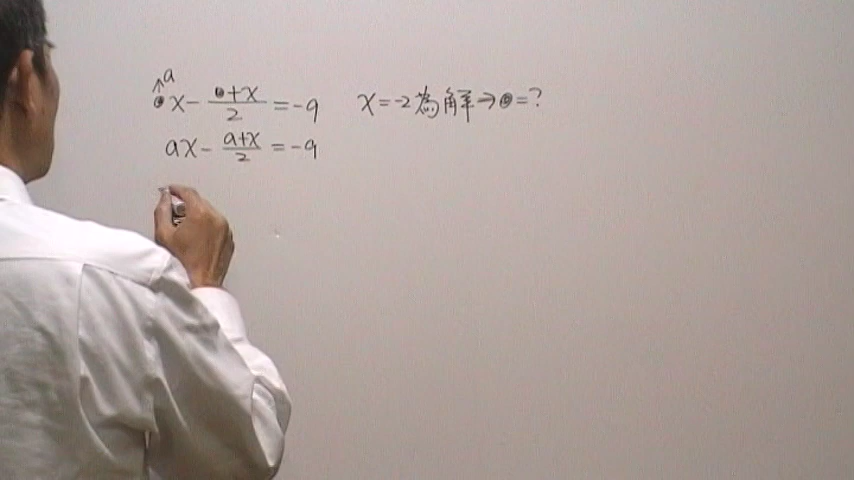 ↑a
●x - (●+x)/2 = -9 x = -2 為解 → ● = ?
ax - (a+x)/2 = -9